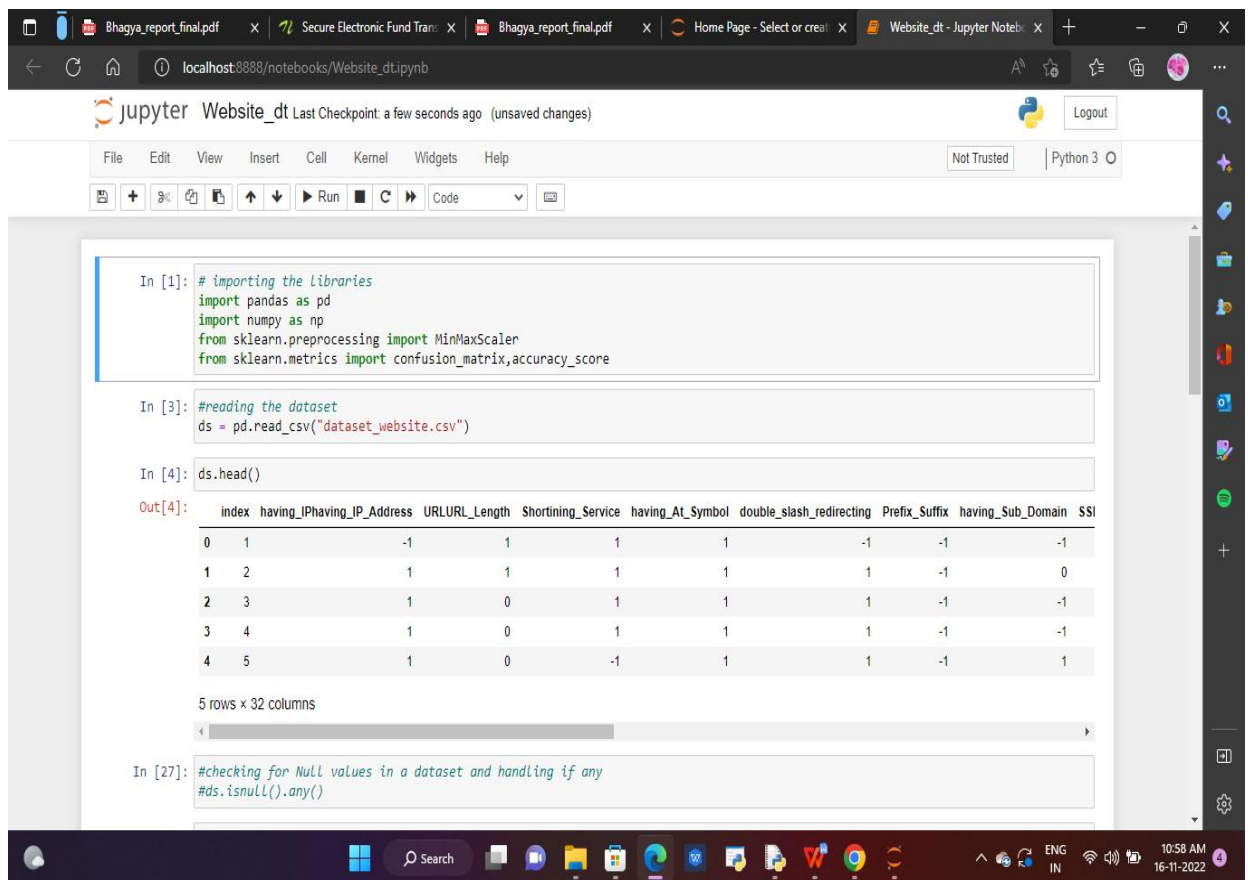 Bhagya_report_final.pdf
Secure Electronic Fund Trans
Bhagya_report_final.pdf
Home Page - Select or creat
Website_dt - Jupyter Notebo
localhost:8888/notebooks/Website_dt.ipynb
jupyter Website_dt Last Checkpoint: a few seconds ago (unsaved changes)
Logout
File Edit View Insert Cell Kernel Widgets Help
Not Trusted
Python 3
Run
Code
In [1]: # importing the libraries
import pandas as pd
import numpy as np
from sklearn.preprocessing import MinMaxScaler
from sklearn.metrics import confusion_matrix,accuracy_score
In [3]: #reading the dataset
ds = pd.read_csv("dataset_website.csv")
In [4]: ds.head()
Out[4]:
index having_IPhaving_IP_Address URLURL_Length Shortining_Service having_At_Symbol double_slash_redirecting Prefix_Suffix having_Sub_Domain SSI
0 1 -1 1 1 1 -1 -1 -1
1 2 1 1 1 1 1 -1 0
2 3 1 0 1 1 1 -1 -1
3 4 1 0 1 1 1 -1 -1
4 5 1 0 -1 1 1 -1 1
5 rows × 32 columns
In [27]: #checking for Null values in a dataset and handling if any
#ds.isnull().any()
Search
ENG
IN
10:58 AM
16-11-2022
4